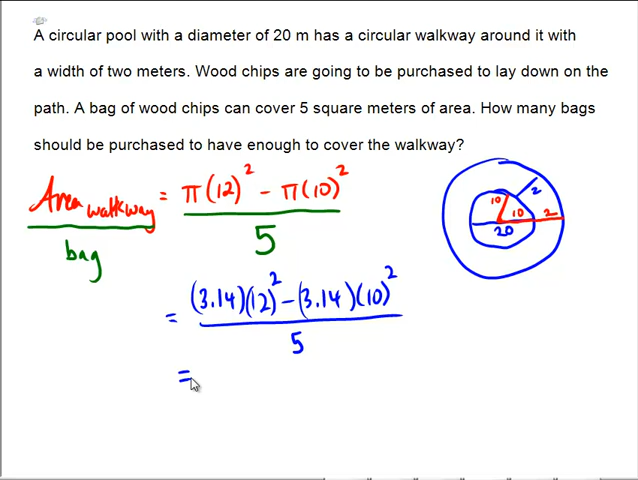 A circular pool with a diameter of 20 m has a circular walkway around it with
a width of two meters. Wood chips are going to be purchased to lay down on the
path. A bag of wood chips can cover 5 square meters of area. How many bags
should be purchased to have enough to cover the walkway?
Area walkway = π(12)² - π(10)²
bag 5
10 10 2 2
20
= (3.14)(12)² - (3.14)(10)²
5
=